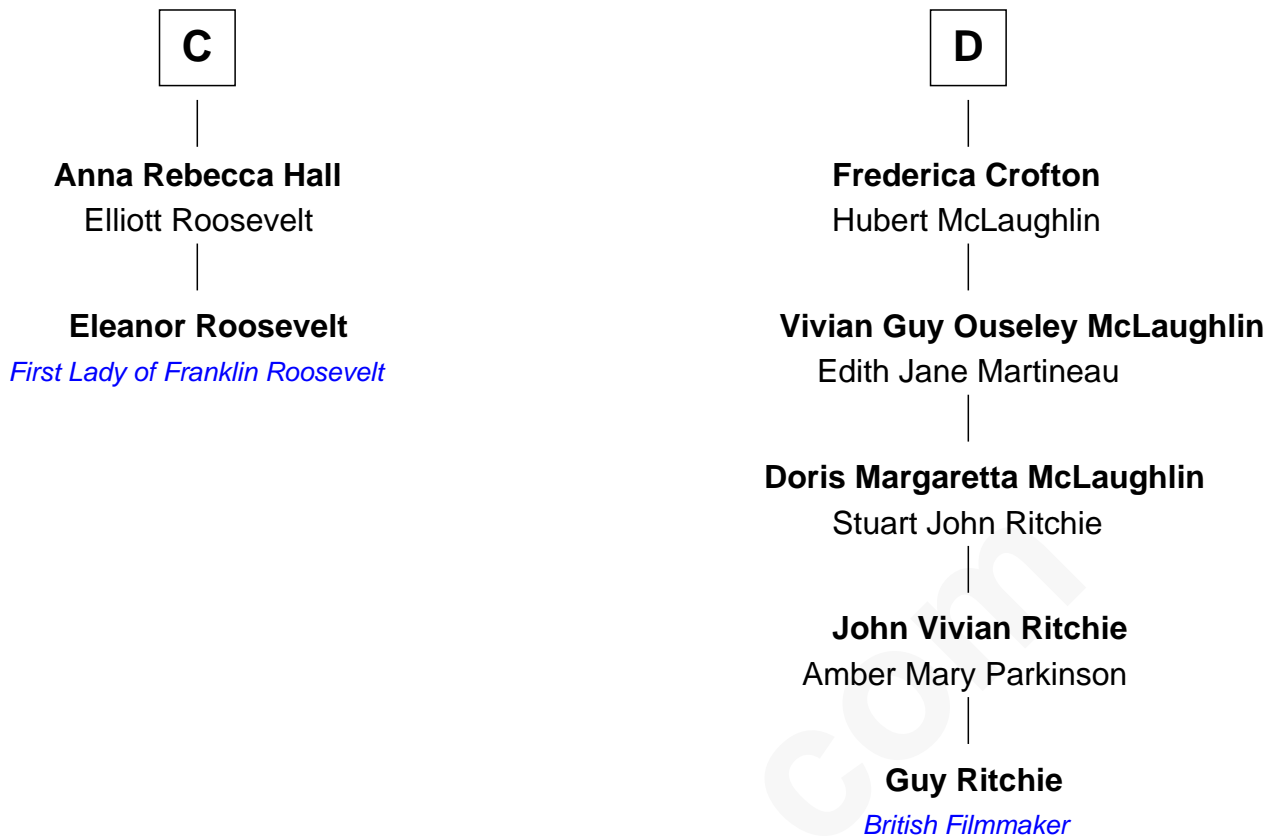 C
Anna Rebecca Hall
Elliott Roosevelt
Eleanor Roosevelt
First Lady of Franklin Roosevelt
D
Frederica Crofton
Hubert McLaughlin
Vivian Guy Ouseley McLaughlin
Edith Jane Martineau
Doris Margaretta McLaughlin
Stuart John Ritchie
John Vivian Ritchie
Amber Mary Parkinson
Guy Ritchie
British Filmmaker
com